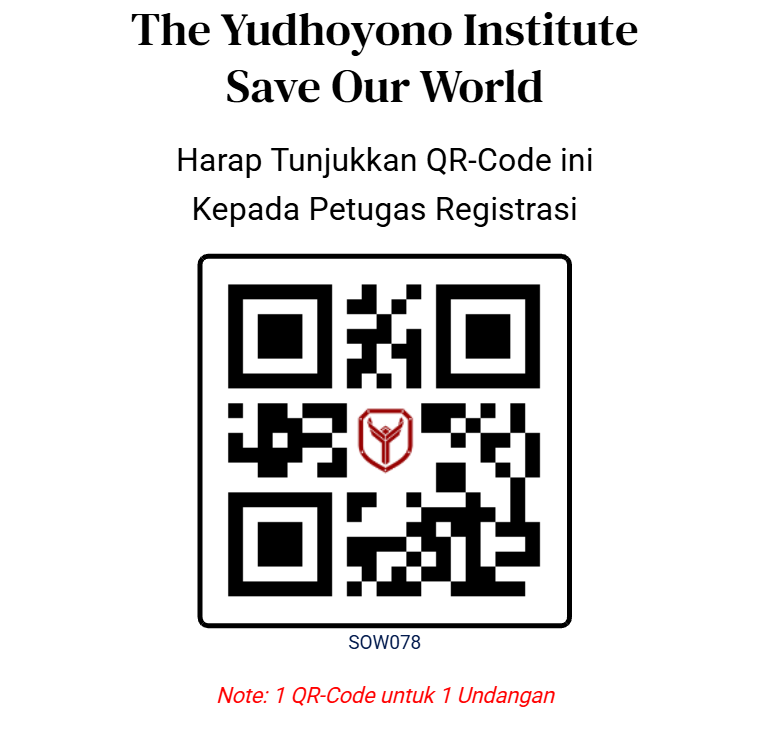 The Yudhoyono Institute
Save Our World
Harap Tunjukkan QR-Code ini
Kepada Petugas Registrasi
SOW078
Note: 1 QR-Code untuk 1 Undangan